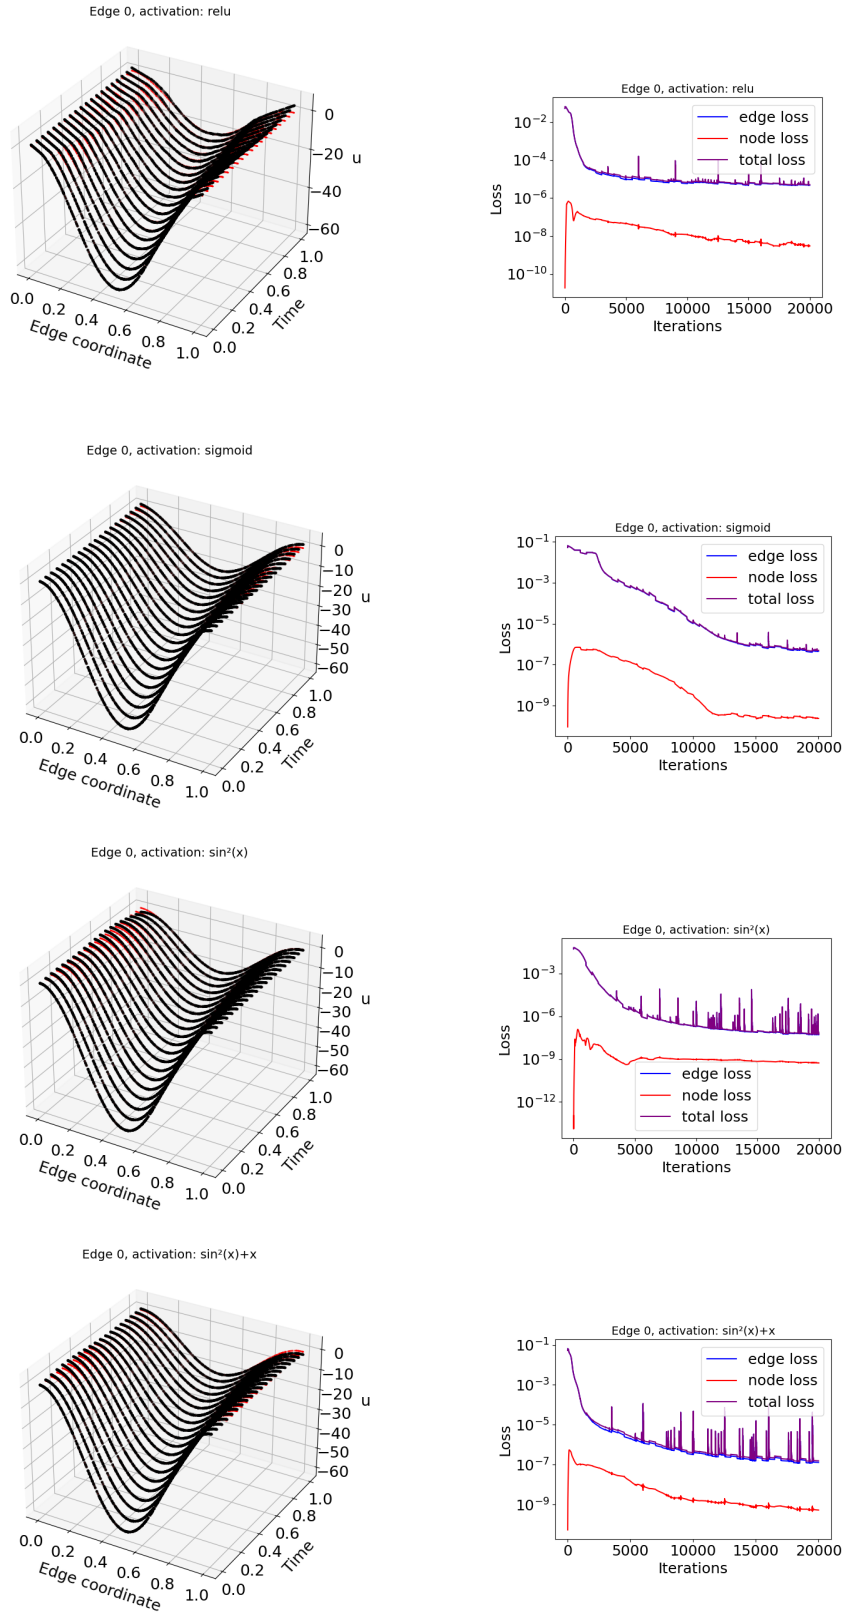 Edge 0, activation: relu
0
−20
−40
−60
u
0.0
0.2
0.4
0.6
0.8
1.0
Edge coordinate
0.0
0.2
0.4
0.6
0.8
1.0
Time
Edge 0, activation: relu
edge loss
node loss
total loss
10−2
10−4
10−6
10−8
10−10
Loss
0 5000 10000 15000 20000
Iterations
Edge 0, activation: sigmoid
0
−10
−20
−30
−40
−50
−60
u
0.0
0.2
0.4
0.6
0.8
1.0
Edge coordinate
0.0
0.2
0.4
0.6
0.8
1.0
Time
Edge 0, activation: sigmoid
edge loss
node loss
total loss
10−1
10−3
10−5
10−7
10−9
Loss
0 5000 10000 15000 20000
Iterations
Edge 0, activation: sin²(x)
0
−10
−20
−30
−40
−50
−60
u
0.0
0.2
0.4
0.6
0.8
1.0
Edge coordinate
0.0
0.2
0.4
0.6
0.8
1.0
Time
Edge 0, activation: sin²(x)
10−3
10−6
10−9
10−12
Loss
edge loss
node loss
total loss
0 5000 10000 15000 20000
Iterations
Edge 0, activation: sin²(x)+x
0
−10
−20
−30
−40
−50
−60
u
0.0
0.2
0.4
0.6
0.8
1.0
Edge coordinate
0.0
0.2
0.4
0.6
0.8
1.0
Time
Edge 0, activation: sin²(x)+x
edge loss
node loss
total loss
10−1
10−3
10−5
10−7
10−9
Loss
0 5000 10000 15000 20000
Iterations